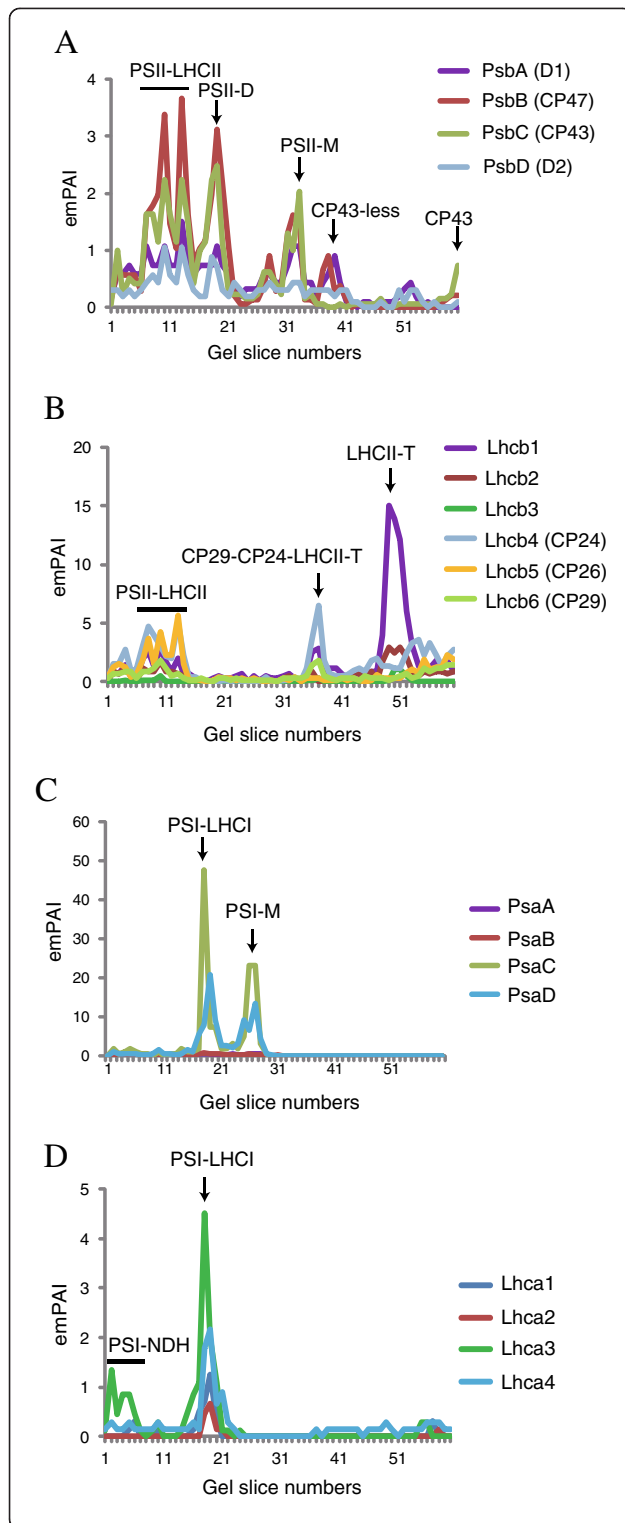 A
PSII-LHCII
PSII-D
PSII-M
CP43-less
CP43
PsbA (D1)
PsbB (CP47)
PsbC (CP43)
PsbD (D2)
emPAI
4
3
2
1
0
1 11 21 31 41 51
Gel slice numbers
B
LHCII-T
CP29-CP24-LHCII-T
PSII-LHCII
Lhcb1
Lhcb2
Lhcb3
Lhcb4 (CP24)
Lhcb5 (CP26)
Lhcb6 (CP29)
emPAI
20
15
10
5
0
1 11 21 31 41 51
Gel slice numbers
C
PSI-LHCI
PSI-M
PsaA
PsaB
PsaC
PsaD
emPAI
60
50
40
30
20
10
0
1 11 21 31 41 51
Gel slice numbers
D
PSI-LHCI
PSI-NDH
Lhca1
Lhca2
Lhca3
Lhca4
emPAI
5
4
3
2
1
0
1 11 21 31 41 51
Gel slice numbers